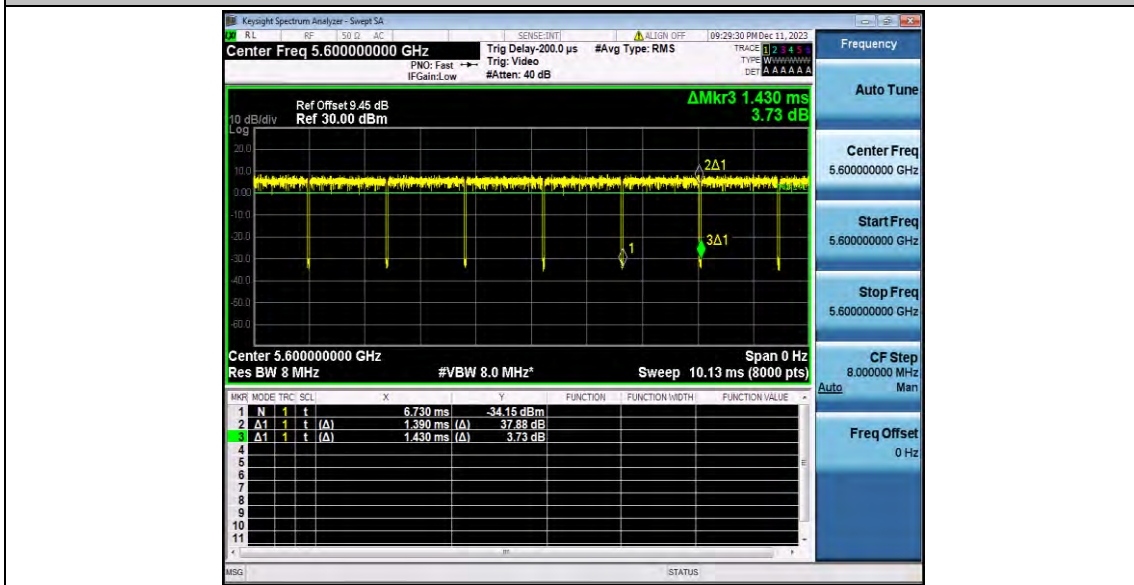 Keysight Spectrum Analyzer - Swept SA
RL RF 50 Ω AC SENSE:INT ALIGN OFF 09:29:30 PM Dec 11, 2023
Center Freq 5.600000000 GHz
PNO: Fast
IFGain:Low
Trig Delay-200.0 µs
Trig: Video
#Atten: 40 dB
#Avg Type: RMS
TRACE 1 2 3 4 5 6
TYPE WWWWWW
DET A A A A A A
ΔMkr3 1.430 ms
3.73 dB
Ref Offset 9.45 dB
10 dB/div Ref 30.00 dBm
Log
20.0
10.0
0.00
-10.0
-20.0
-30.0
-40.0
-50.0
-60.0
2Δ1
1
3Δ1
Center 5.600000000 GHz Span 0 Hz
Res BW 8 MHz #VBW 8.0 MHz* Sweep 10.13 ms (8000 pts)
MKR MODE TRC SCL X Y FUNCTION FUNCTION WIDTH FUNCTION VALUE
1 N 1 t 6.730 ms -34.15 dBm
2 Δ1 1 t (Δ) 1.390 ms (Δ) 37.88 dB
3 Δ1 1 t (Δ) 1.430 ms (Δ) 3.73 dB
4
5
6
7
8
9
10
11
MSG STATUS
Frequency
Auto Tune
Center Freq
5.600000000 GHz
Start Freq
5.600000000 GHz
Stop Freq
5.600000000 GHz
CF Step
8.000000 MHz
Auto Man
Freq Offset
0 Hz